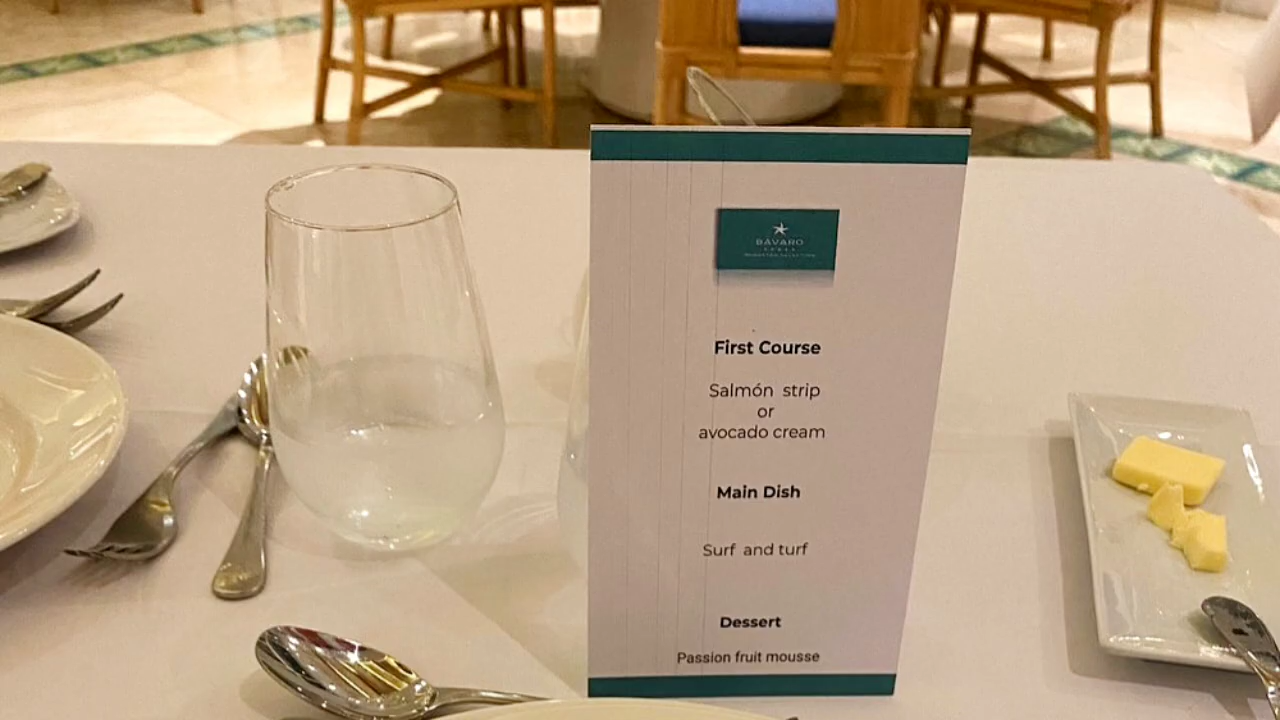 BÁVARO
First Course
Salmón strip
or
avocado cream
Main Dish
Surf and turf
Dessert
Passion fruit mousse